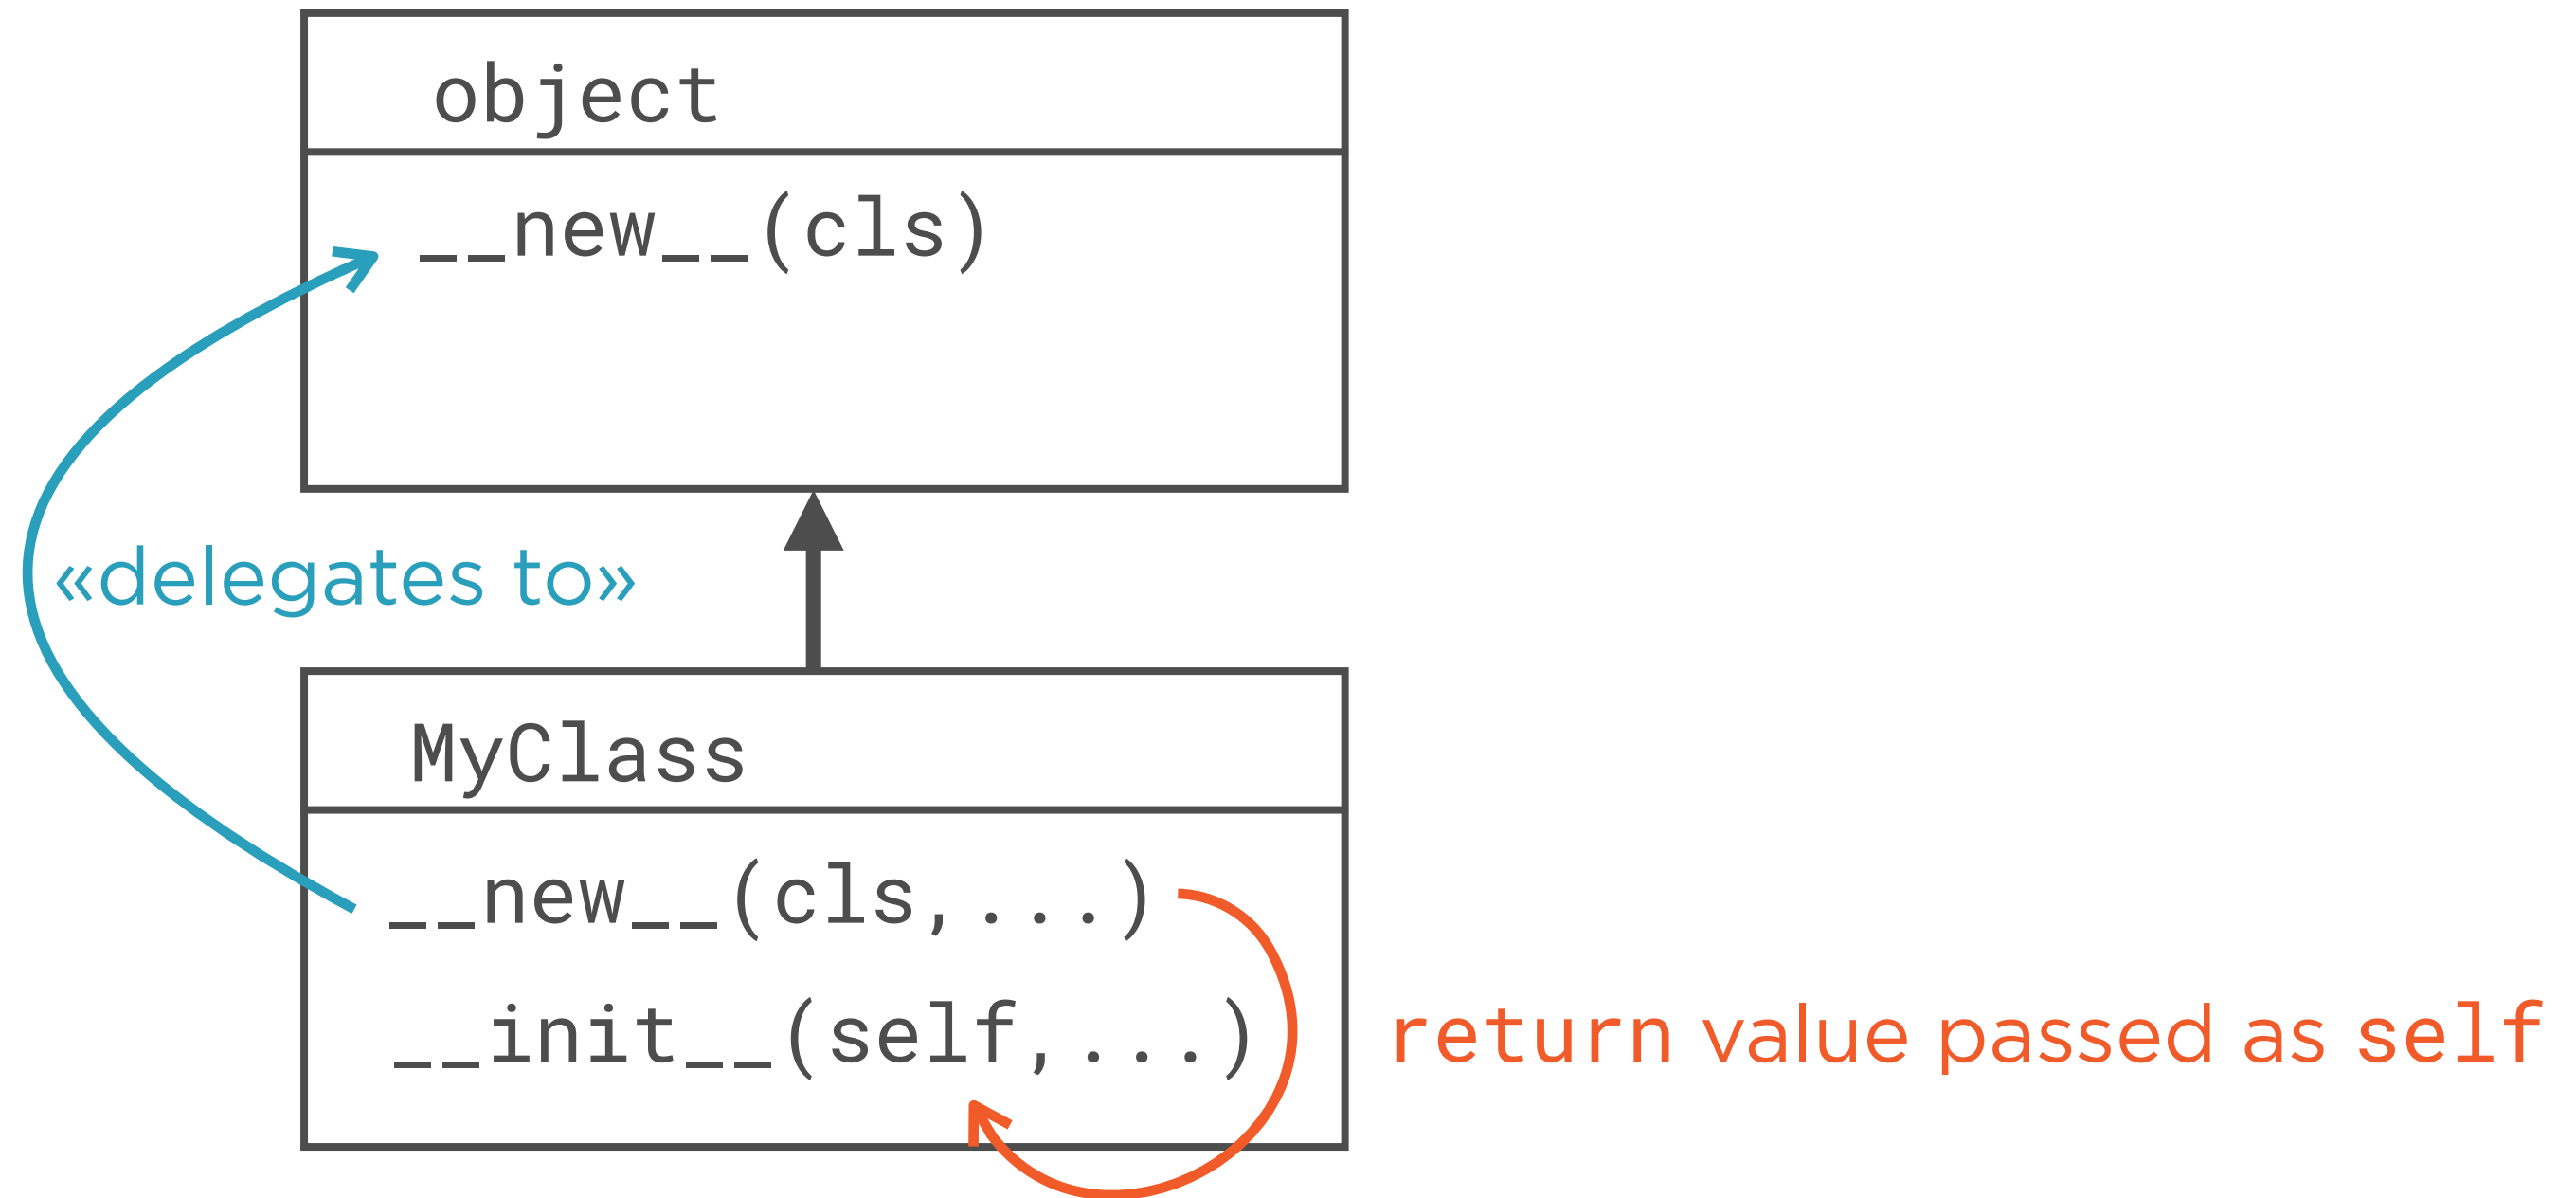 object
__new__(cls)
«delegates to»
MyClass
__new__(cls,...)
__init__(self,...)
return value passed as self